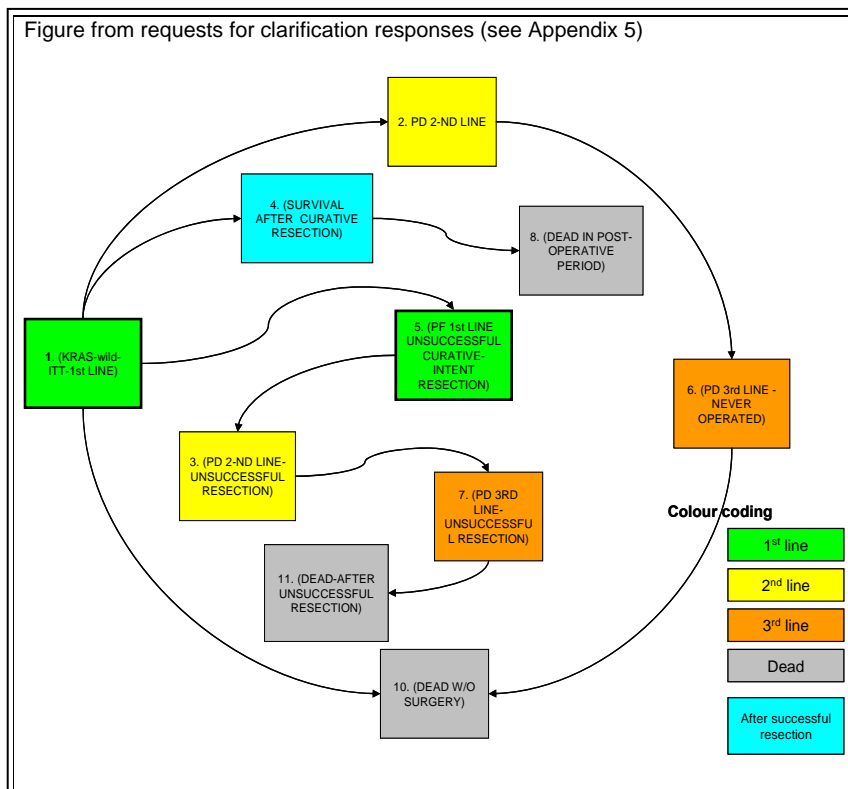 Figure from requests for clarification responses (see Appendix 5)
2. PD 2-ND LINE
4. (SURVIVAL
AFTER CURATIVE
RESECTION)
8. (DEAD IN POST-
OPERATIVE
PERIOD)
1. (KRAS-wild-
ITT-1st LINE)
5. (PF 1st LINE
UNSUCCESSFUL
CURATIVE-
INTENT
RESECTION)
6. (PD 3rd LINE -
NEVER
OPERATED)
3. (PD 2-ND LINE-
UNSUCCESSFUL
RESECTION)
7. (PD 3RD
LINE-
UNSUCCESSFU
L RESECTION)
11. (DEAD-AFTER
UNSUCCESSFUL
RESECTION)
10. (DEAD W/O
SURGERY)
Colour coding
1st line
2nd line
3rd line
Dead
After successful
resection